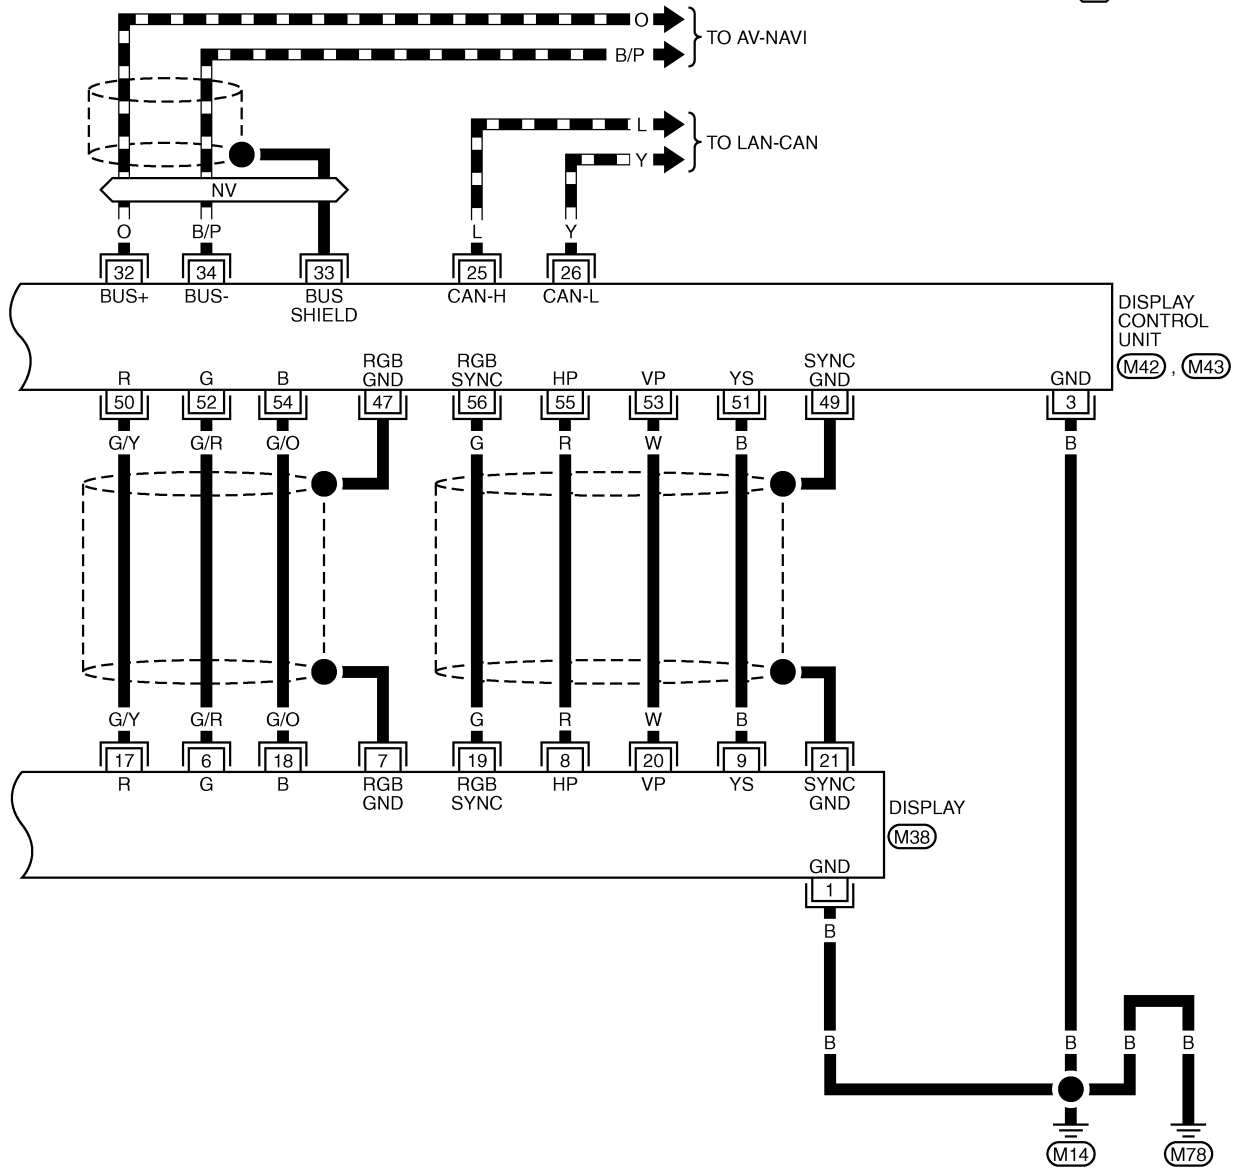 O
TO AV-NAVI
B/P
L
TO LAN-CAN
Y
NV
O B/P L Y
32 34 33 25 26
BUS+ BUS- BUS SHIELD CAN-H CAN-L
DISPLAY
CONTROL
UNIT
M42 , M43
R G B RGB GND RGB SYNC HP VP YS SYNC GND GND
50 52 54 47 56 55 53 51 49 3
G/Y G/R G/O G R W B B
G/Y G/R G/O G R W B
17 6 18 7 19 8 20 9 21
R G B RGB GND RGB SYNC HP VP YS SYNC GND
DISPLAY
M38
GND
1
B
B B B B
M14 M78